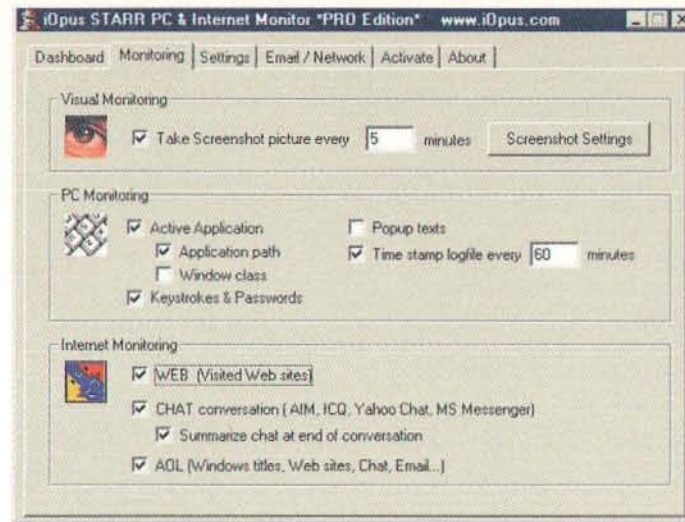 iOpus STARR PC & Internet Monitor *PRO Edition* www.iOpus.com
Dashboard Monitoring Settings Email / Network Activate About
Visual Monitoring
Take Screenshot picture every 5 minutes Screenshot Settings
PC Monitoring
Active Application Popup texts
Application path Time stamp logfile every 60 minutes
Window class
Keystrokes & Passwords
Internet Monitoring
WEB (Visited Web sites)
CHAT conversation ( AIM, ICQ, Yahoo Chat, MS Messenger)
Summarize chat at end of conversation
AOL (Windows titles, Web sites, Chat, Email...)